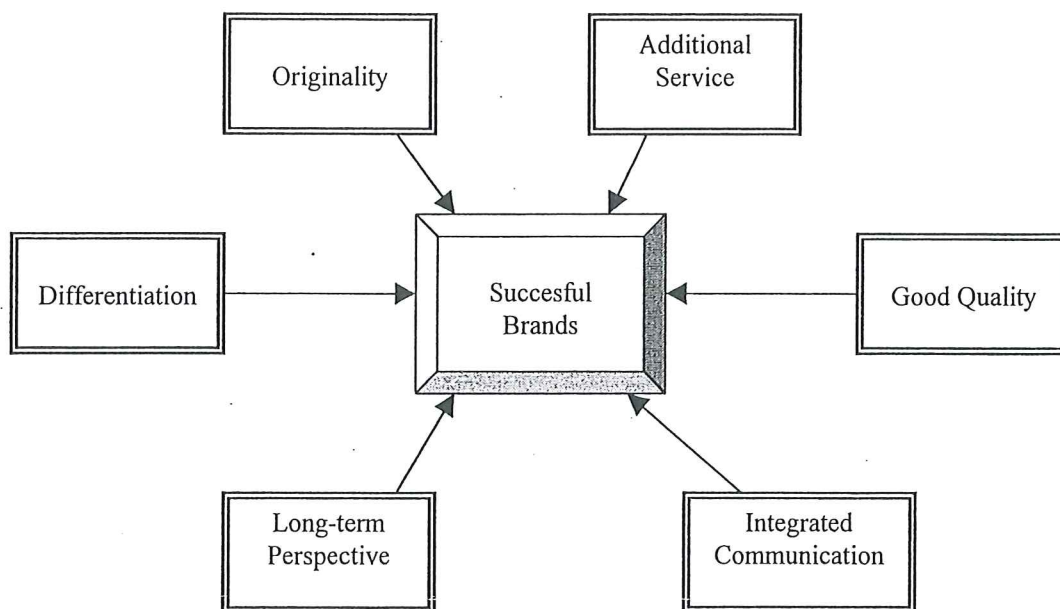 Originality
Additional
Service
Differentiation
Succesful
Brands
Good Quality
Long-term
Perspective
Integrated
Communication